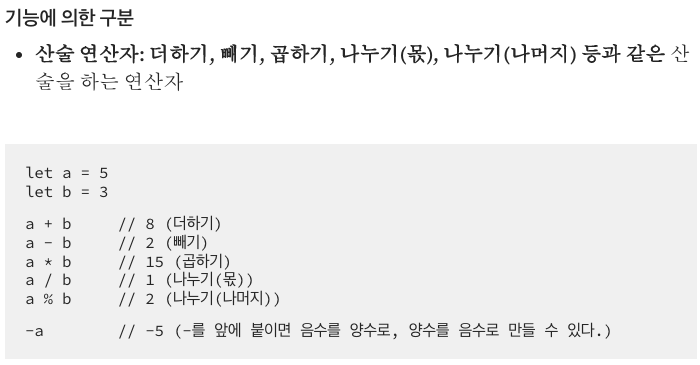 기능에 의한 구분
• 산술 연산자: 더하기, 빼기, 곱하기, 나누기(몫), 나누기(나머지) 등과 같은 산
술을 하는 연산자
let a = 5
let b = 3
a + b // 8 (더하기)
a - b // 2 (빼기)
a * b // 15 (곱하기)
a / b // 1 (나누기(몫))
a % b // 2 (나누기(나머지))
-a // -5 (-를 앞에 붙이면 음수를 양수로, 양수를 음수로 만들 수 있다.)